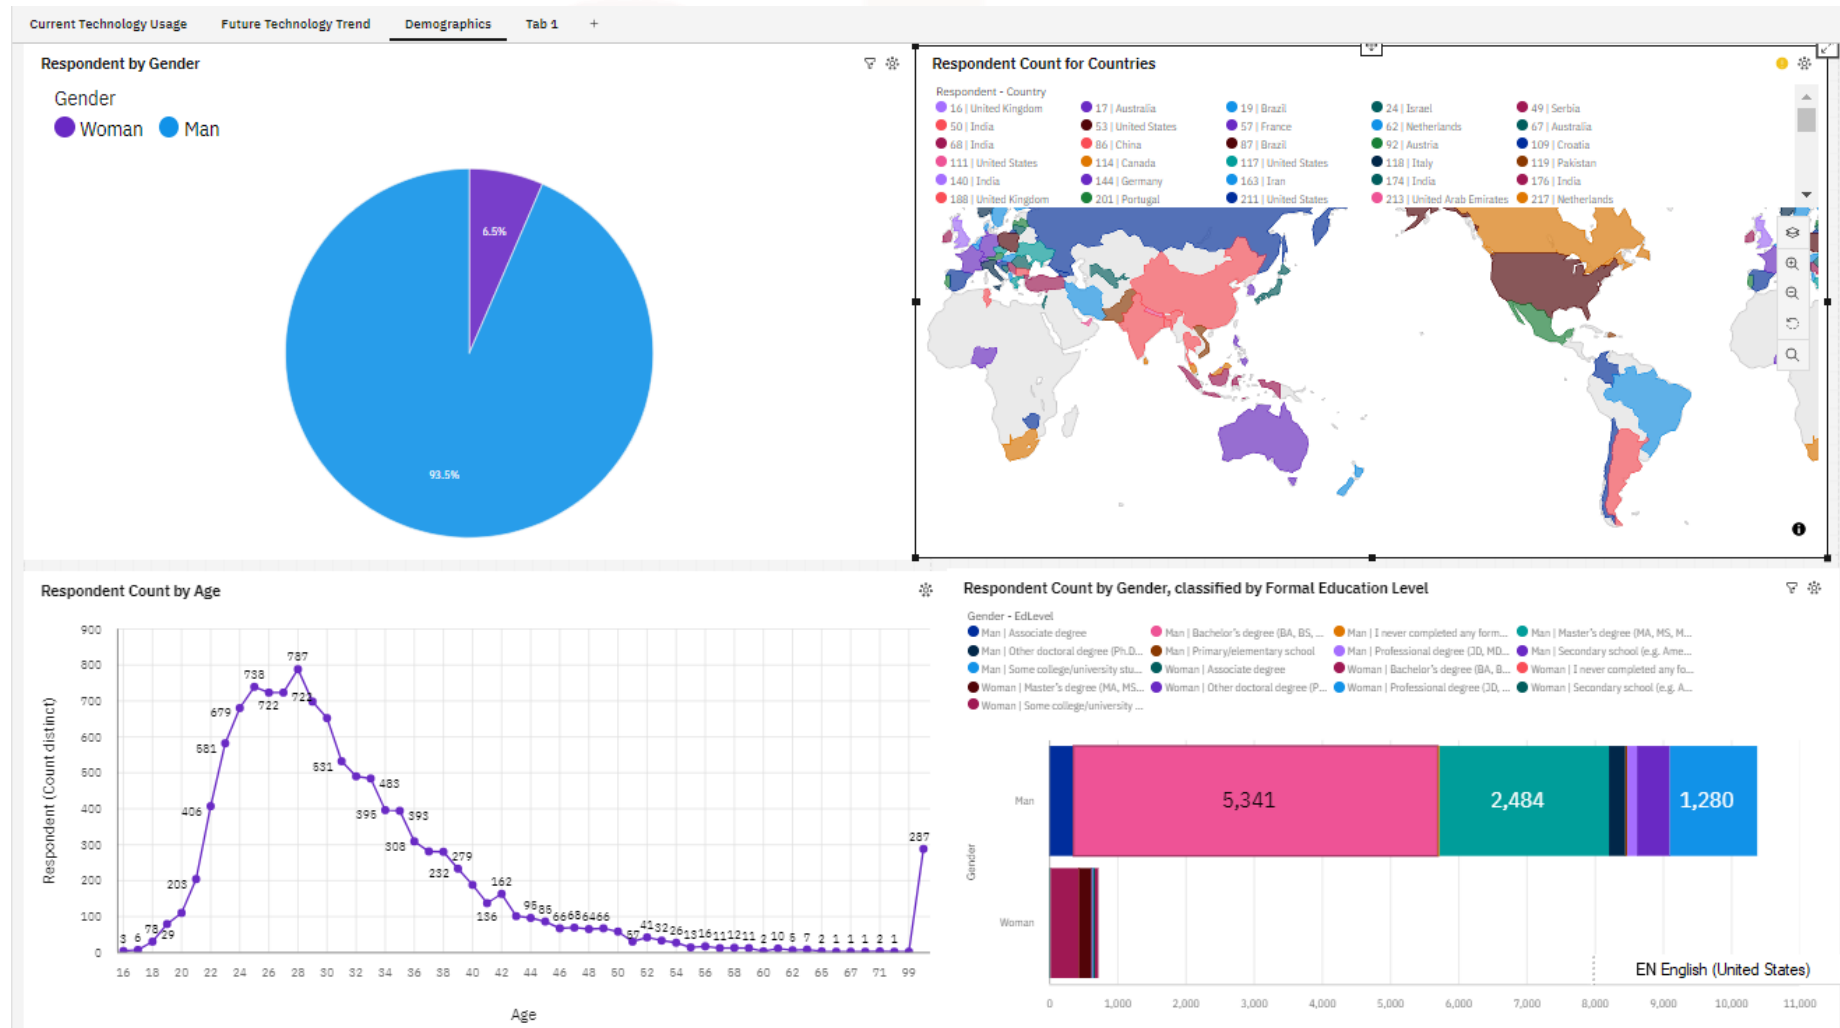 Current Technology Usage Future Technology Trend Demographics Tab 1 +
Respondent by Gender
Gender
Woman Man
6.5%
93.5%
Respondent Count for Countries
Respondent - Country
16 | United Kingdom 17 | Australia 19 | Brazil 24 | Israel 49 | Serbia
50 | India 53 | United States 57 | France 62 | Netherlands 67 | Australia
68 | India 86 | China 87 | Brazil 92 | Austria 109 | Croatia
111 | United States 114 | Canada 117 | United States 118 | Italy 119 | Pakistan
140 | India 144 | Germany 163 | Iran 174 | India 176 | India
188 | United Kingdom 201 | Portugal 211 | United States 213 | United Arab Emirates 217 | Netherlands
Respondent Count by Age
Respondent (Count distinct)
900
800
700
600
500
400
300
200
100
0
3 6 78 29 203 406 581 679 738 722 787 722 531 483 395 393 308 279 232 162 136 95 85 66 68 64 66 57 41 32 26 13 16 11 12 11 2 10 5 7 2 1 1 1 2 1 287
16 18 20 22 24 26 28 30 32 34 36 38 40 42 44 46 48 50 52 54 56 58 60 62 65 67 71 99
Age
Respondent Count by Gender, classified by Formal Education Level
Gender - EdLevel
Man | Associate degree Man | Bachelor's degree (BA, BS, ... Man | I never completed any form... Man | Master's degree (MA, MS, M...
Man | Other doctoral degree (Ph.D... Man | Primary/elementary school Man | Professional degree (JD, MD... Man | Secondary school (e.g. Ame...
Man | Some college/university stu... Woman | Associate degree Woman | Bachelor's degree (BA, B... Woman | I never completed any fo...
Woman | Master's degree (MA, MS... Woman | Other doctoral degree (P... Woman | Professional degree (JD, ... Woman | Secondary school (e.g. A...
Woman | Some college/university ...
Gender
Man
5,341 2,484 1,280
Woman
EN English (United States)
0 1,000 2,000 3,000 4,000 5,000 6,000 7,000 8,000 9,000 10,000 11,000